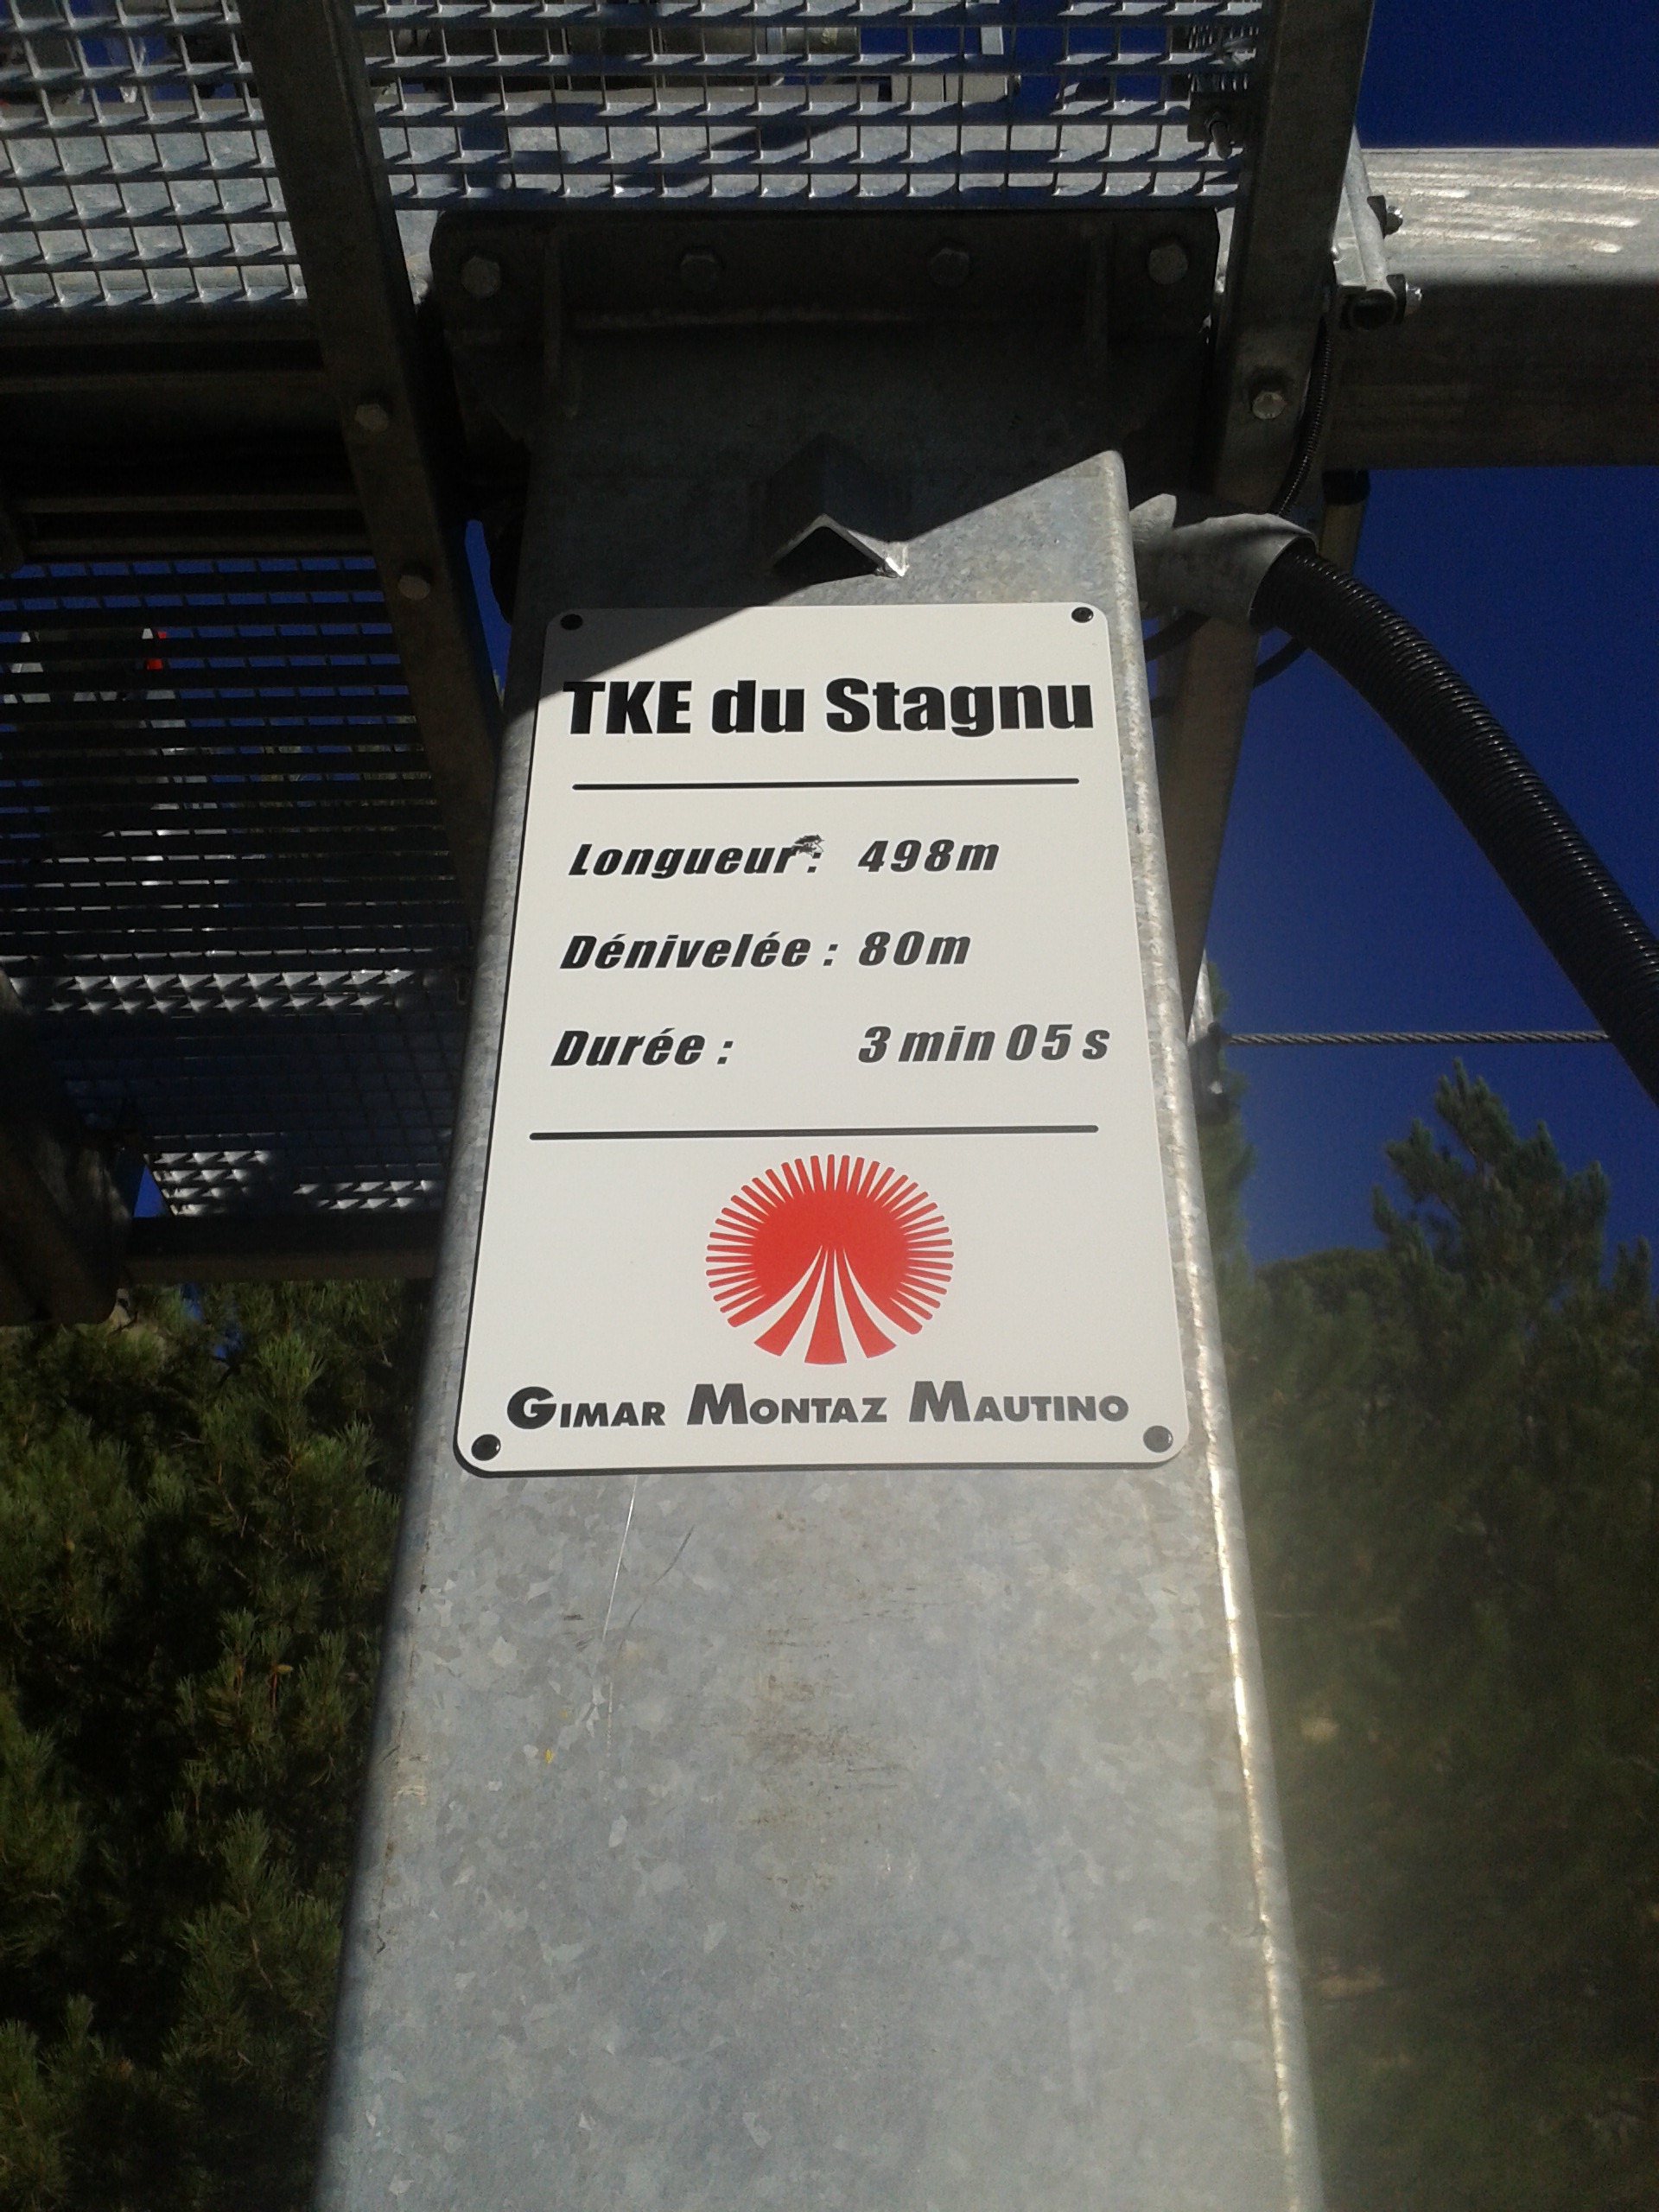 TKE du Stagnu
Longueur : 498m
Dénivelée : 80m
Durée : 3 min 05 s
GIMAR MONTAZ MAUTINO